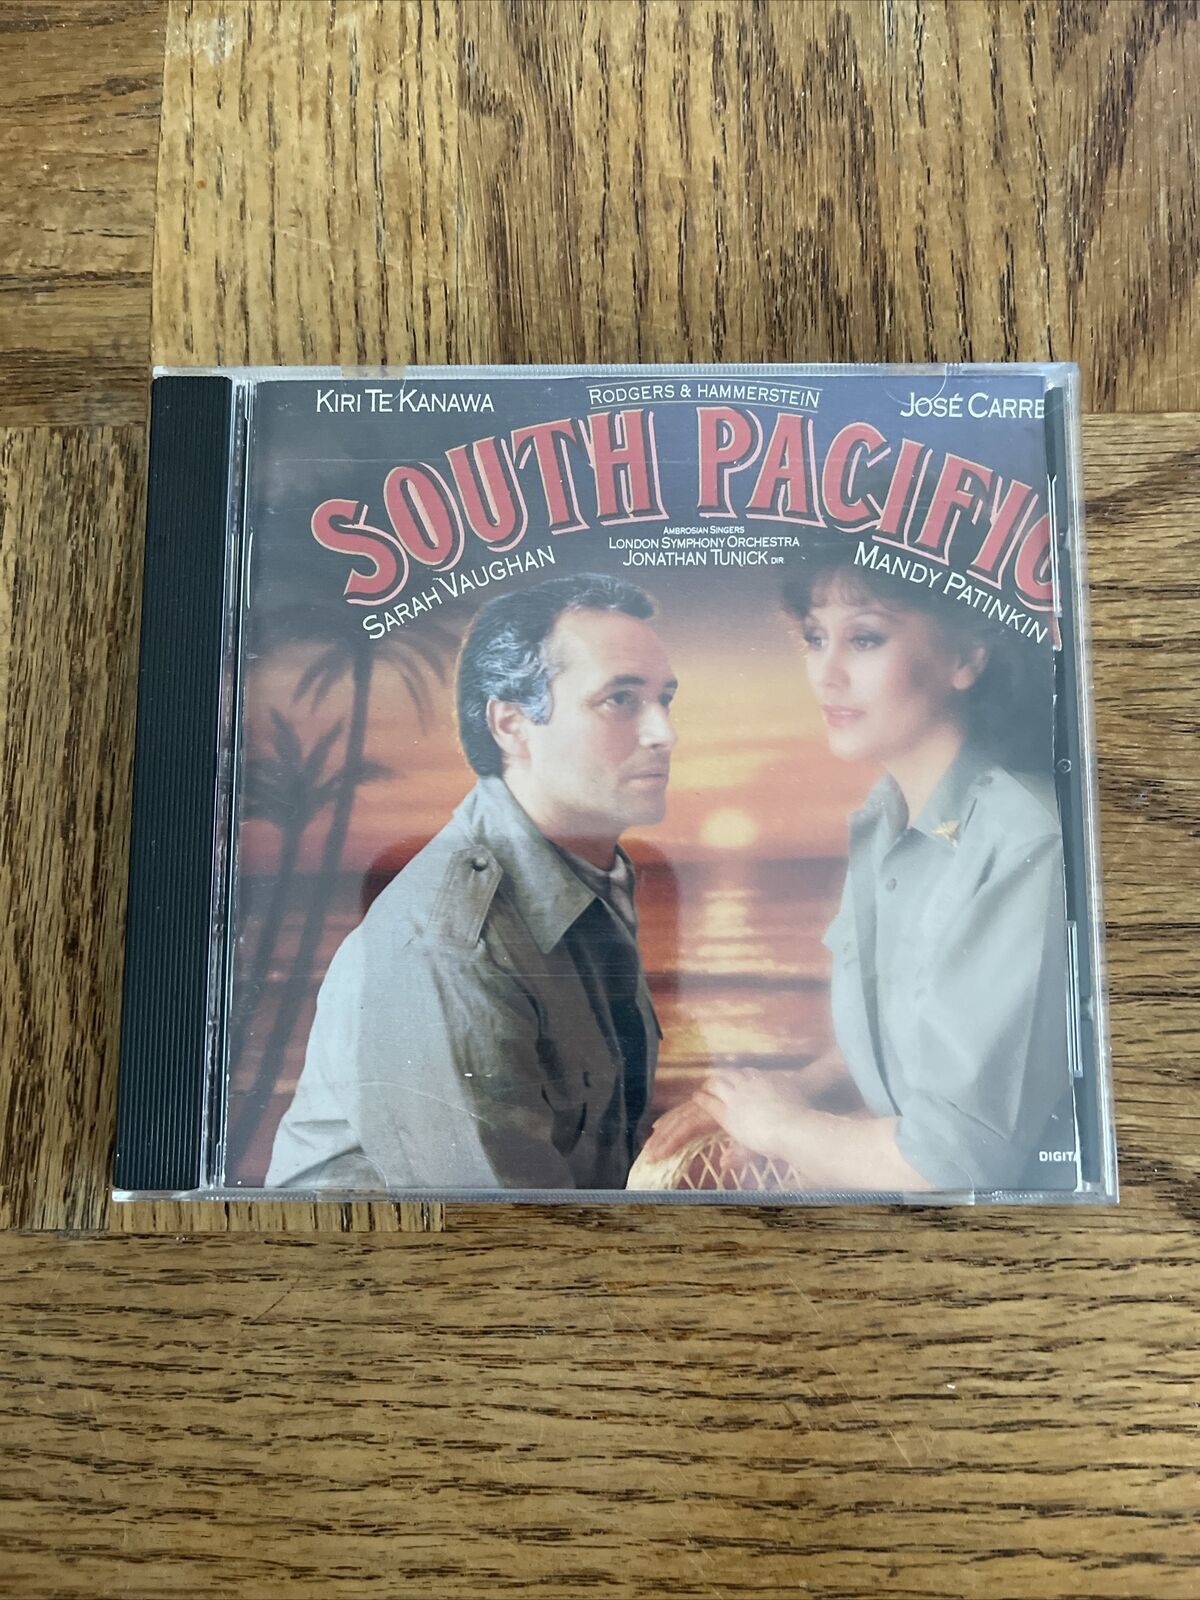 KIRI TE KANAWA
RODGERS & HAMMERSTEIN
JOSÉ CARRE
SOUTH PACIFIC
AMBROSIAN SINGERS
LONDON SYMPHONY ORCHESTRA
JONATHAN TUNICK DIR
SARAH VAUGHAN
MANDY PATINKIN
DIGITA